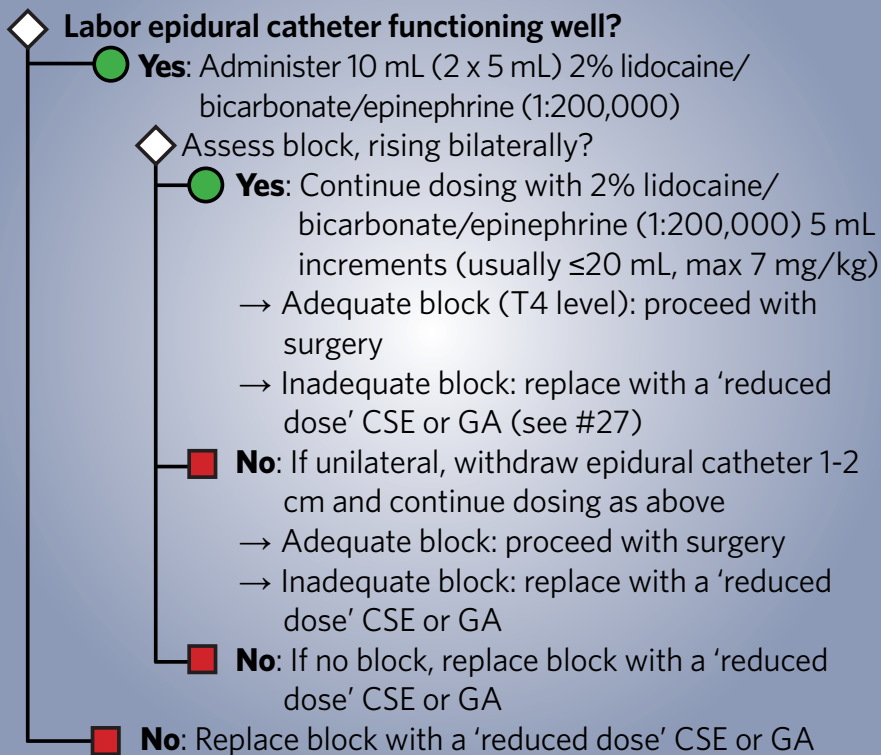 Labor epidural catheter functioning well?
Yes: Administer 10 mL (2 x 5 mL) 2% lidocaine/
bicarbonate/epinephrine (1:200,000)
Assess block, rising bilaterally?
Yes: Continue dosing with 2% lidocaine/
bicarbonate/epinephrine (1:200,000) 5 mL
increments (usually ≤20 mL, max 7 mg/kg)
→ Adequate block (T4 level): proceed with
surgery
→ Inadequate block: replace with a ‘reduced
dose’ CSE or GA (see #27)
No: If unilateral, withdraw epidural catheter 1-2
cm and continue dosing as above
→ Adequate block: proceed with surgery
→ Inadequate block: replace with a ‘reduced
dose’ CSE or GA
No: If no block, replace block with a ‘reduced
dose’ CSE or GA
No: Replace block with a ‘reduced dose’ CSE or GA